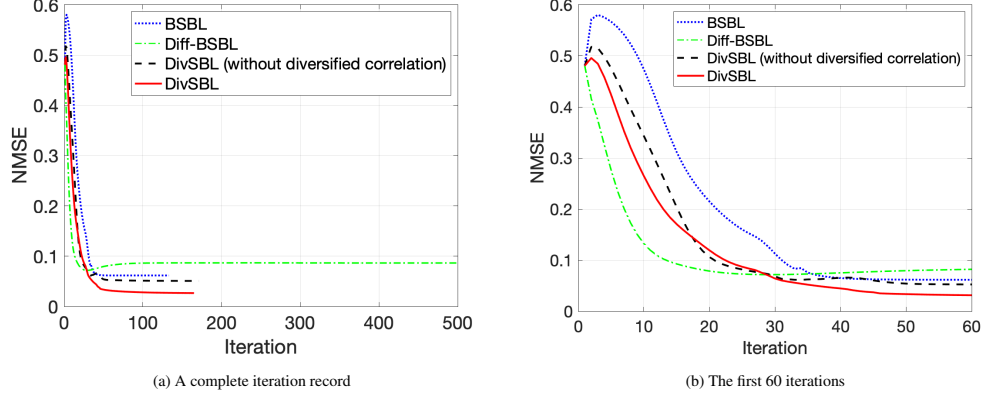 NMSE
0.6
0.5
0.4
0.3
0.2
0.1
0
0 100 200 300 400 500
Iteration
BSBL
Diff-BSBL
DivSBL (without diversified correlation)
DivSBL
(a) A complete iteration record
NMSE
0.6
0.5
0.4
0.3
0.2
0.1
0
0 10 20 30 40 50 60
Iteration
BSBL
Diff-BSBL
DivSBL (without diversified correlation)
DivSBL
(b) The first 60 iterations